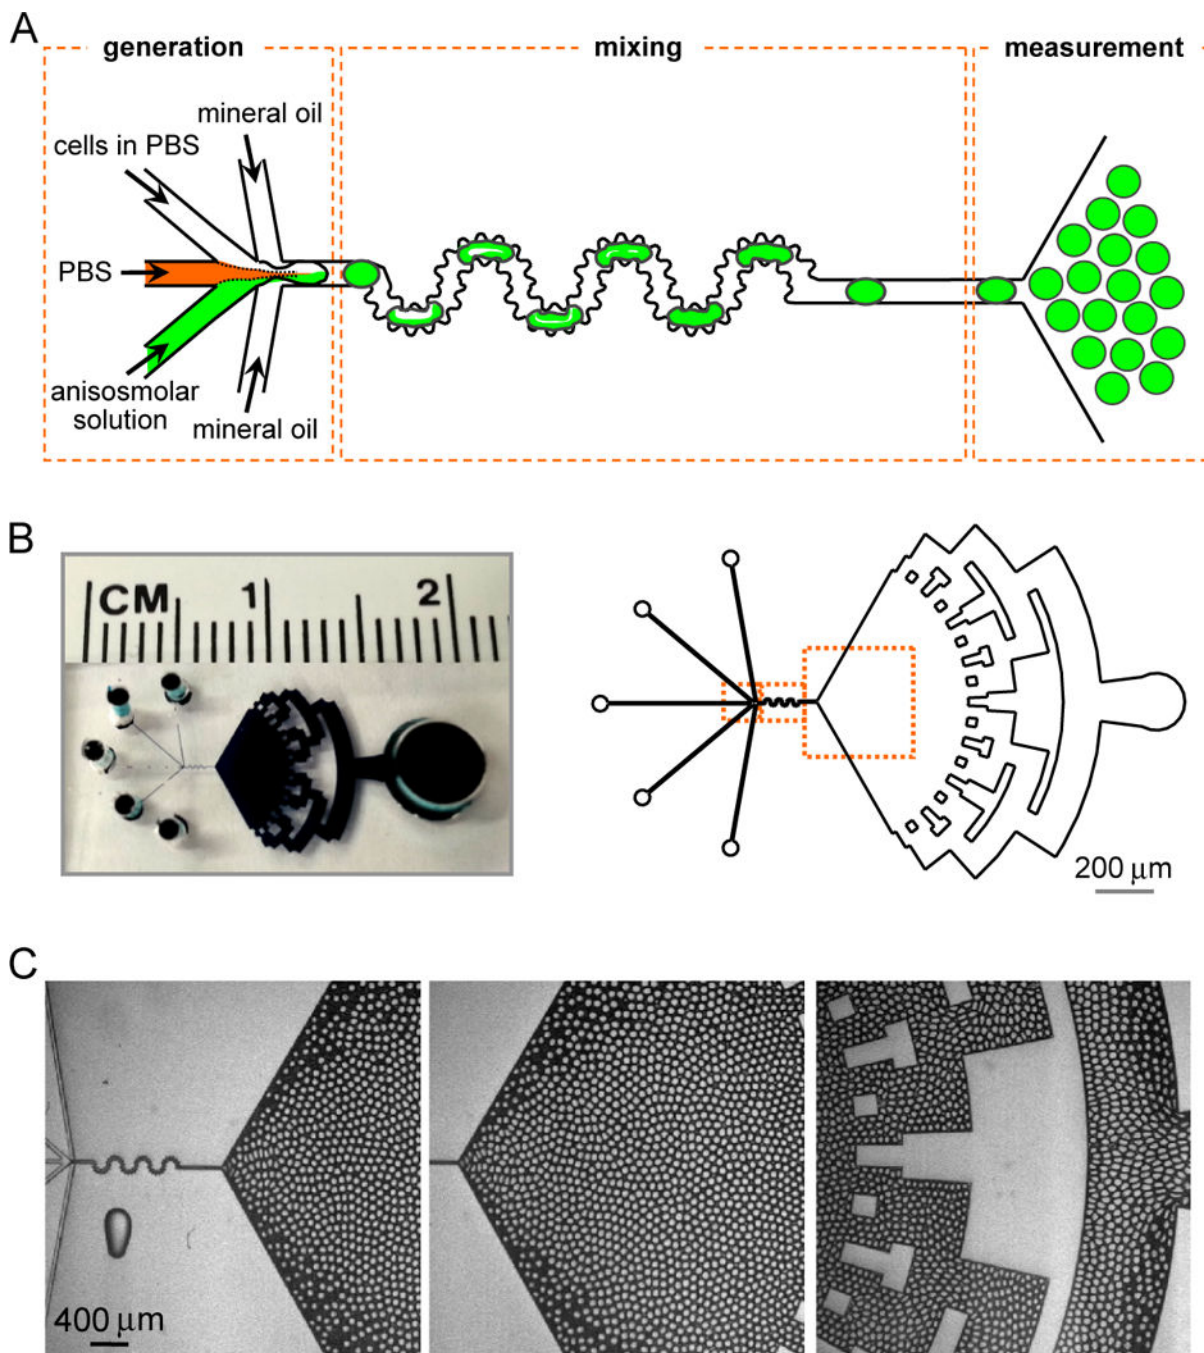 A
generation
mixing
measurement
mineral oil
cells in PBS
PBS
anisosmolar
solution
mineral oil
B
CM 1 2
200 μm
C
400 μm